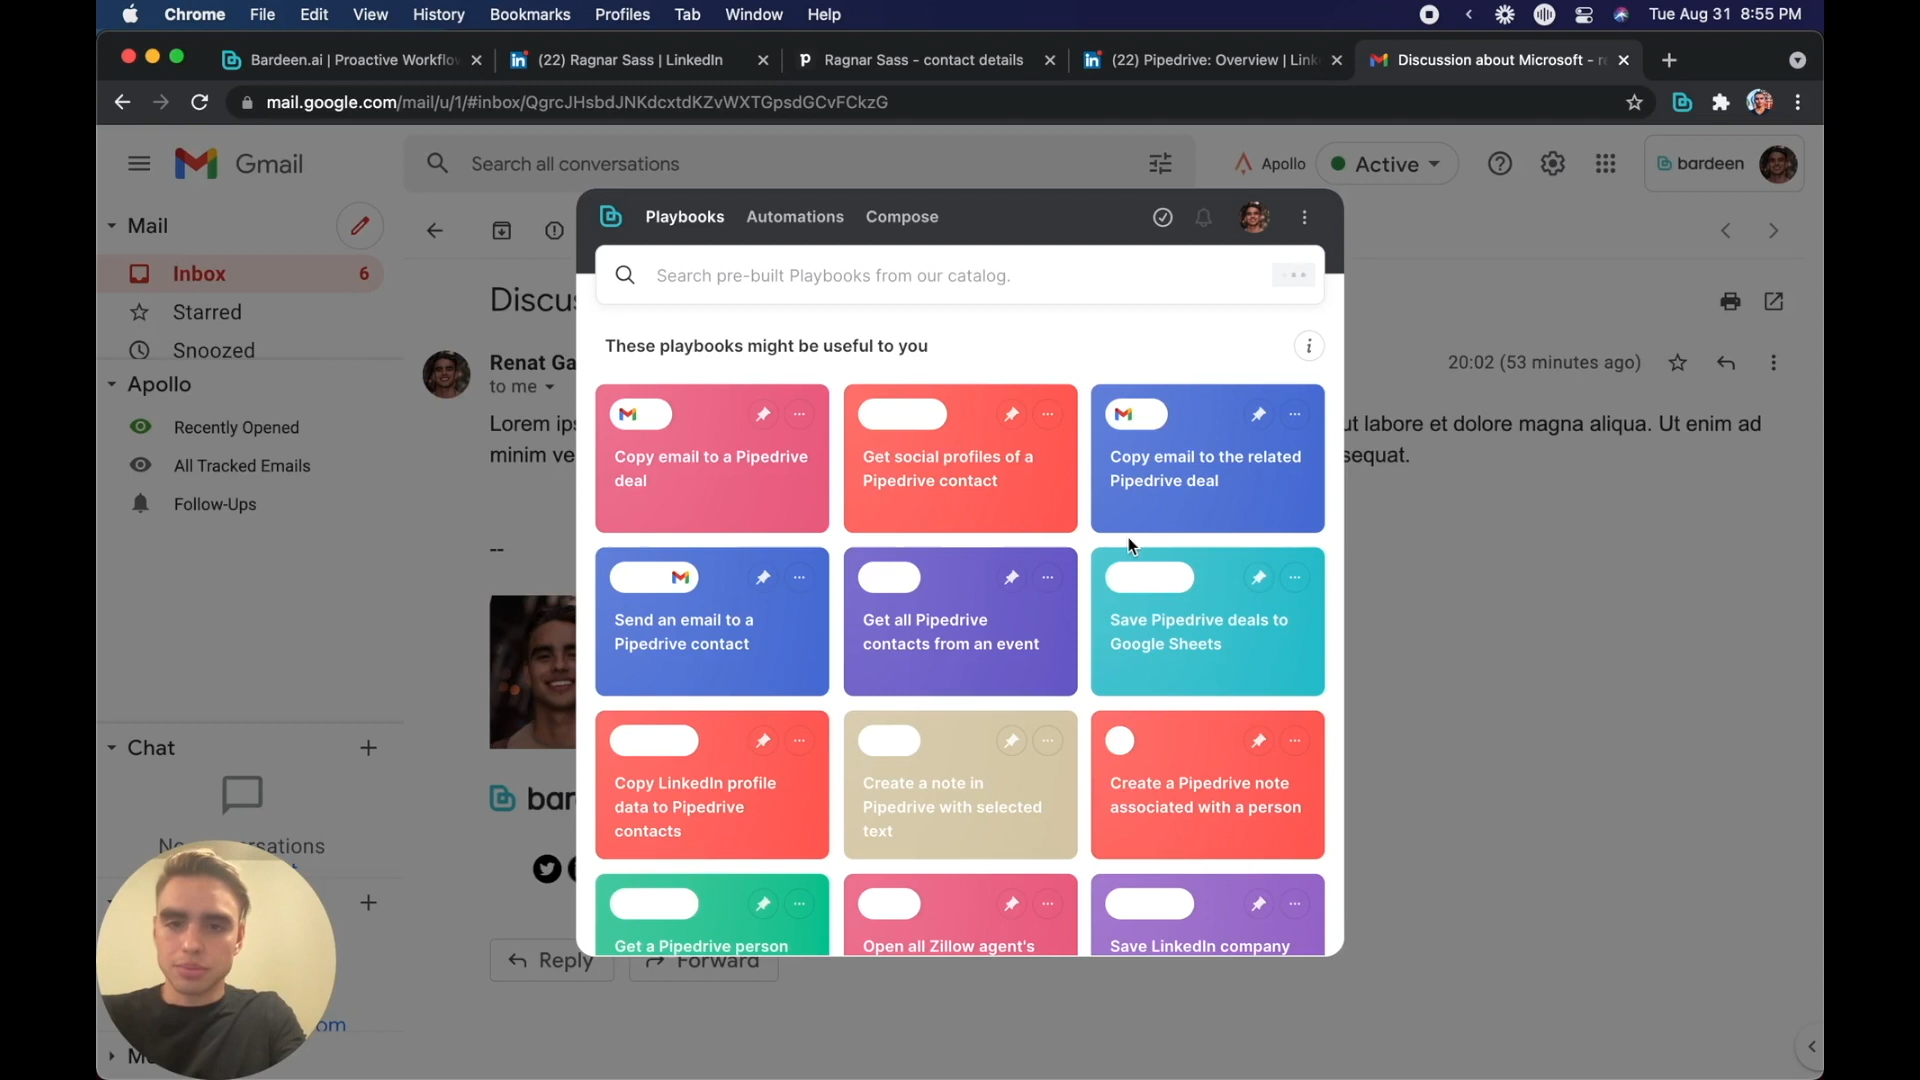 Chrome File Edit View History Bookmarks Profiles Tab Window Help
Tue Aug 31 8:55 PM
Bardeen.ai | Proactive Workflo
(22) Ragnar Sass | LinkedIn
Ragnar Sass - contact details
(22) Pipedrive: Overview | Link
Discussion about Microsoft - r
mail.google.com/mail/u/1/#inbox/QgrcJHsbdJNKdcxtdKZvWXTGpsdGCvFCkzG
Gmail
Search all conversations
Apollo
Active
bardeen
Mail
Inbox 6
Starred
Snoozed
Apollo
Recently Opened
All Tracked Emails
Follow-Ups
Chat
Discus
Renat Ga
to me
20:02 (53 minutes ago)
Lorem ips
ut labore et dolore magna aliqua. Ut enim ad
minim ve
sequat.
--
bar
Reply
Forward
om
Playbooks Automations Compose
Search pre-built Playbooks from our catalog.
These playbooks might be useful to you
Copy email to a Pipedrive
deal
Get social profiles of a
Pipedrive contact
Copy email to the related
Pipedrive deal
Send an email to a
Pipedrive contact
Get all Pipedrive
contacts from an event
Save Pipedrive deals to
Google Sheets
Copy LinkedIn profile
data to Pipedrive
contacts
Create a note in
Pipedrive with selected
text
Create a Pipedrive note
associated with a person
Get a Pipedrive person
Open all Zillow agent's
Save LinkedIn company